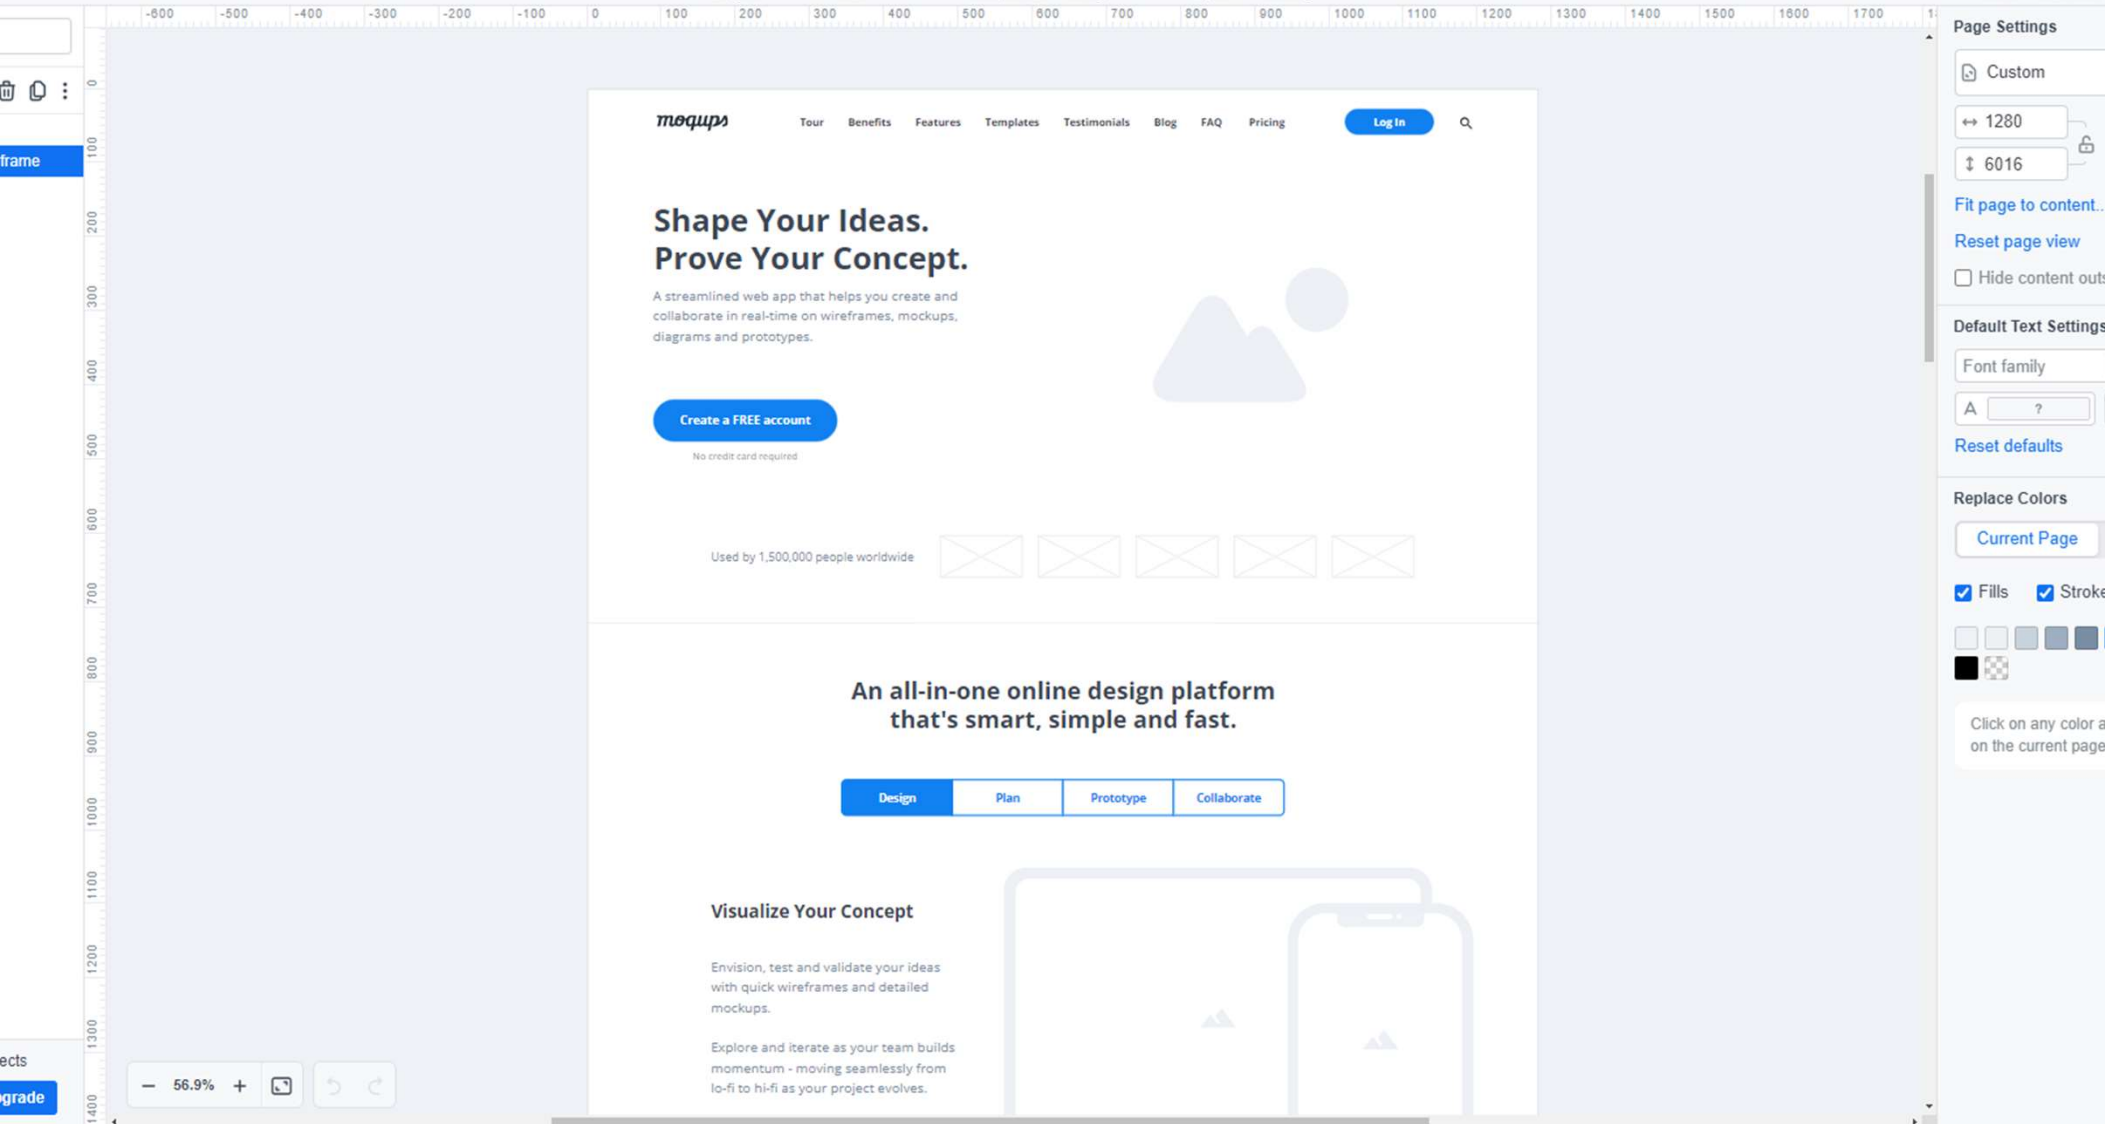 -600 -500 -400 -300 -200 -100 0 100 200 300 400 500 600 700 800 900 1000 1100 1200 1300 1400 1500 1600 1700
0
100
200
300
400
500
600
700
800
900
1000
1100
1200
1300
1400
frame
ects
grade
56.9%
moqups Tour Benefits Features Templates Testimonials Blog FAQ Pricing Log In
Shape Your Ideas.
Prove Your Concept.
A streamlined web app that helps you create and
collaborate in real-time on wireframes, mockups,
diagrams and prototypes.
Create a FREE account
No credit card required
Used by 1,500,000 people worldwide
An all-in-one online design platform
that's smart, simple and fast.
Design Plan Prototype Collaborate
Visualize Your Concept
Envision, test and validate your ideas
with quick wireframes and detailed
mockups.
Explore and iterate as your team builds
momentum - moving seamlessly from
lo-fi to hi-fi as your project evolves.
Page Settings
Custom
1280
6016
Fit page to content...
Reset page view
Hide content outs
Default Text Settings
Font family
A ?
Reset defaults
Replace Colors
Current Page
Fills Stroke
Click on any color a
on the current page